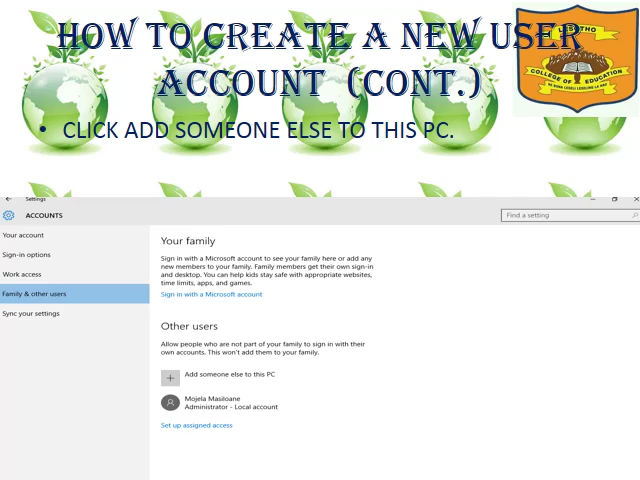 HOW TO CREATE A NEW USER
ACCOUNT (CONT.)
LESOTHO
COLLEGE OF EDUCATION
• CLICK ADD SOMEONE ELSE TO THIS PC.
Settings
ACCOUNTS
Find a setting
Your account
Sign-in options
Work access
Family & other users
Sync your settings
Your family
Sign in with a Microsoft account to see your family here or add any
new members to your family. Family members get their own sign-in
and desktop. You can help kids stay safe with appropriate websites,
time limits, apps, and games.
Sign in with a Microsoft account
Other users
Allow people who are not part of your family to sign in with their
own accounts. This won't add them to your family.
Add someone else to this PC
Mojela Masiloane
Administrator - Local account
Set up assigned access